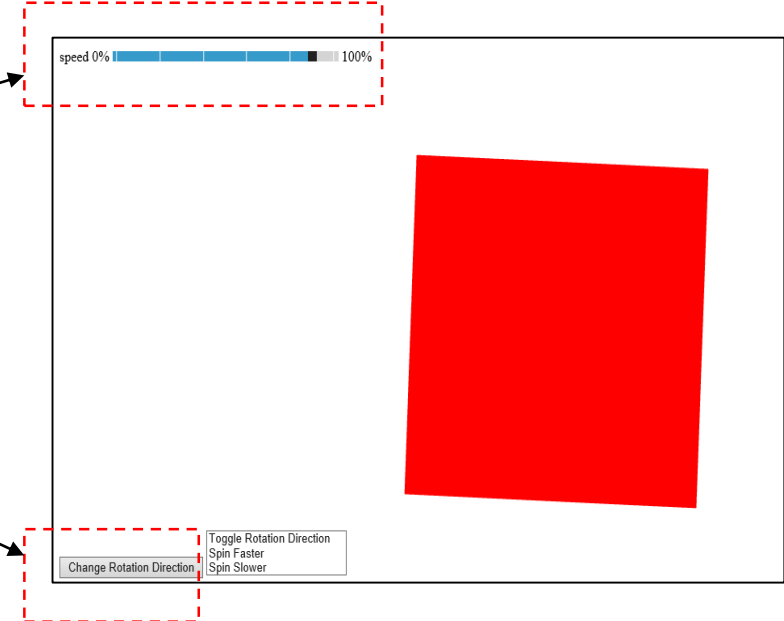 speed 0% 100%
Toggle Rotation Direction
Spin Faster
Change Rotation Direction Spin Slower